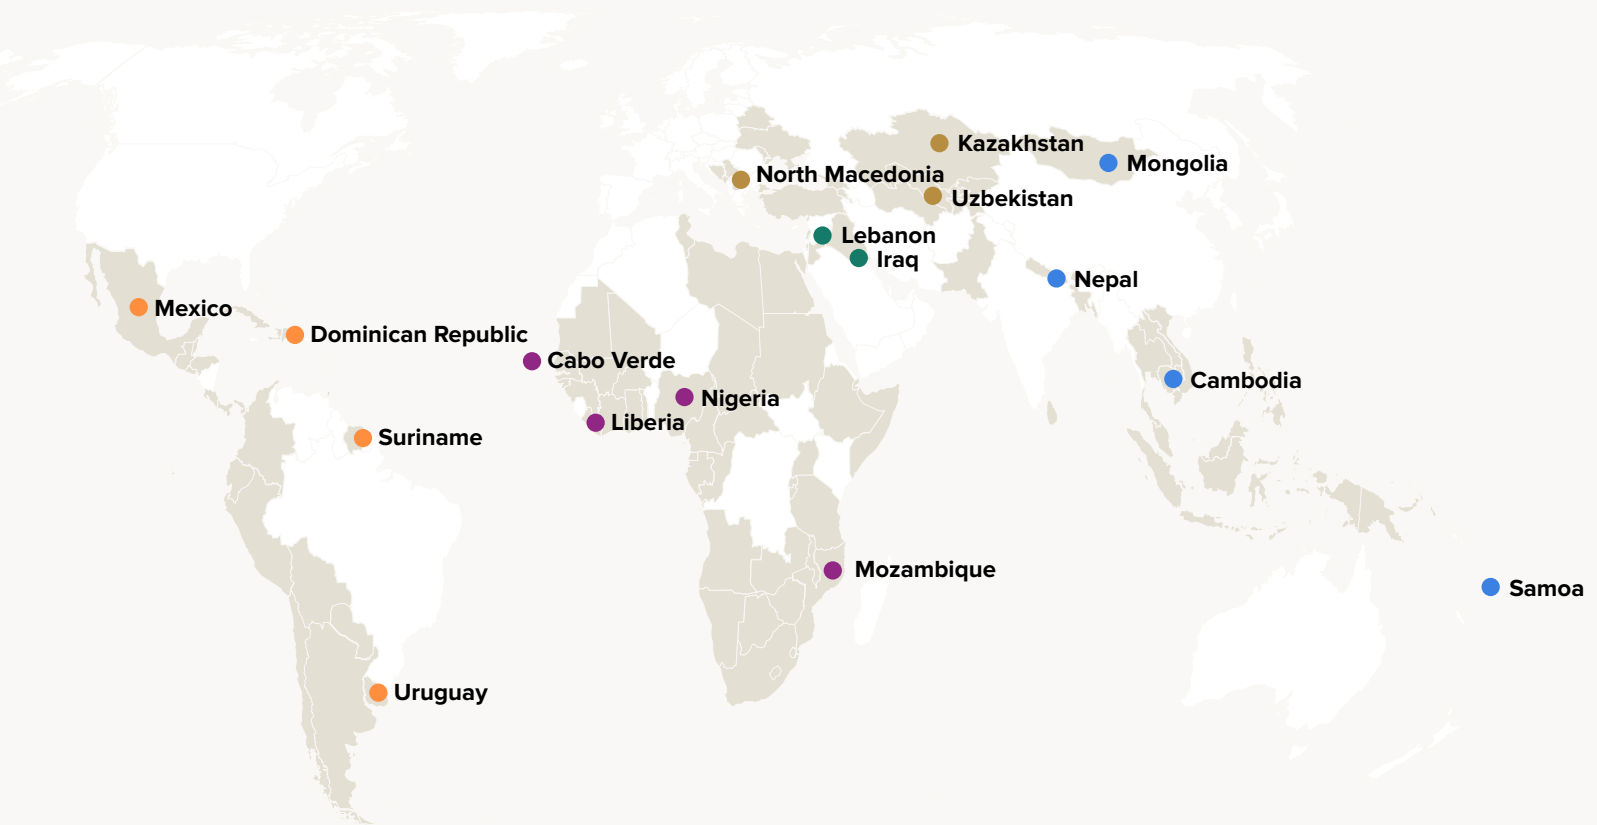 Kazakhstan
Mongolia
North Macedonia
Uzbekistan
Lebanon
Iraq
Nepal
Mexico
Dominican Republic
Cabo Verde
Cambodia
Nigeria
Liberia
Suriname
Mozambique
Samoa
Uruguay